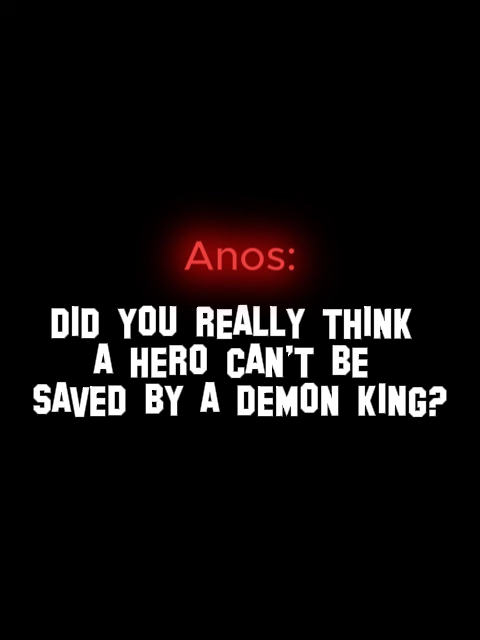 Anos:
DID YOU REALLY THINK
A HERO CAN'T BE
SAVED BY A DEMON KING?